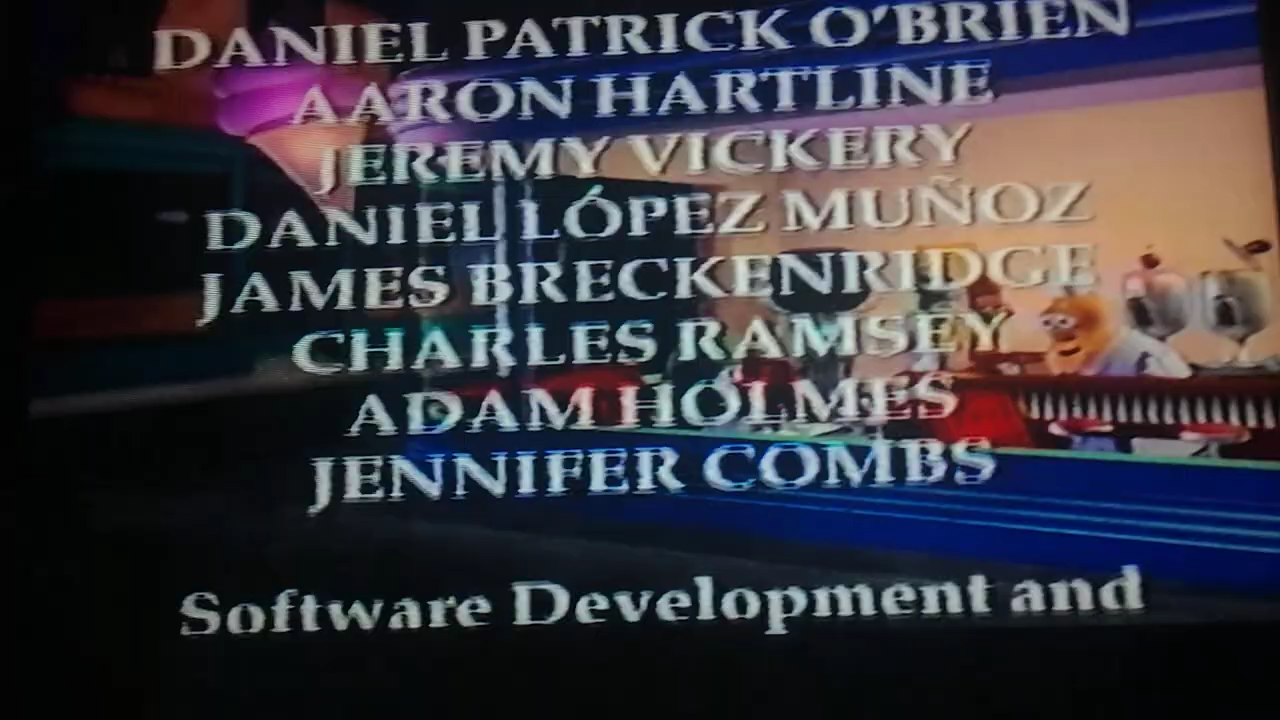 DANIEL PATRICK O'BRIEN
AARON HARTLINE
JEREMY VICKERY
DANIEL LÓPEZ MUÑOZ
JAMES BRECKENRIDGE
CHARLES RAMSEY
ADAM HOLMES
JENNIFER COMBS
Software Development and